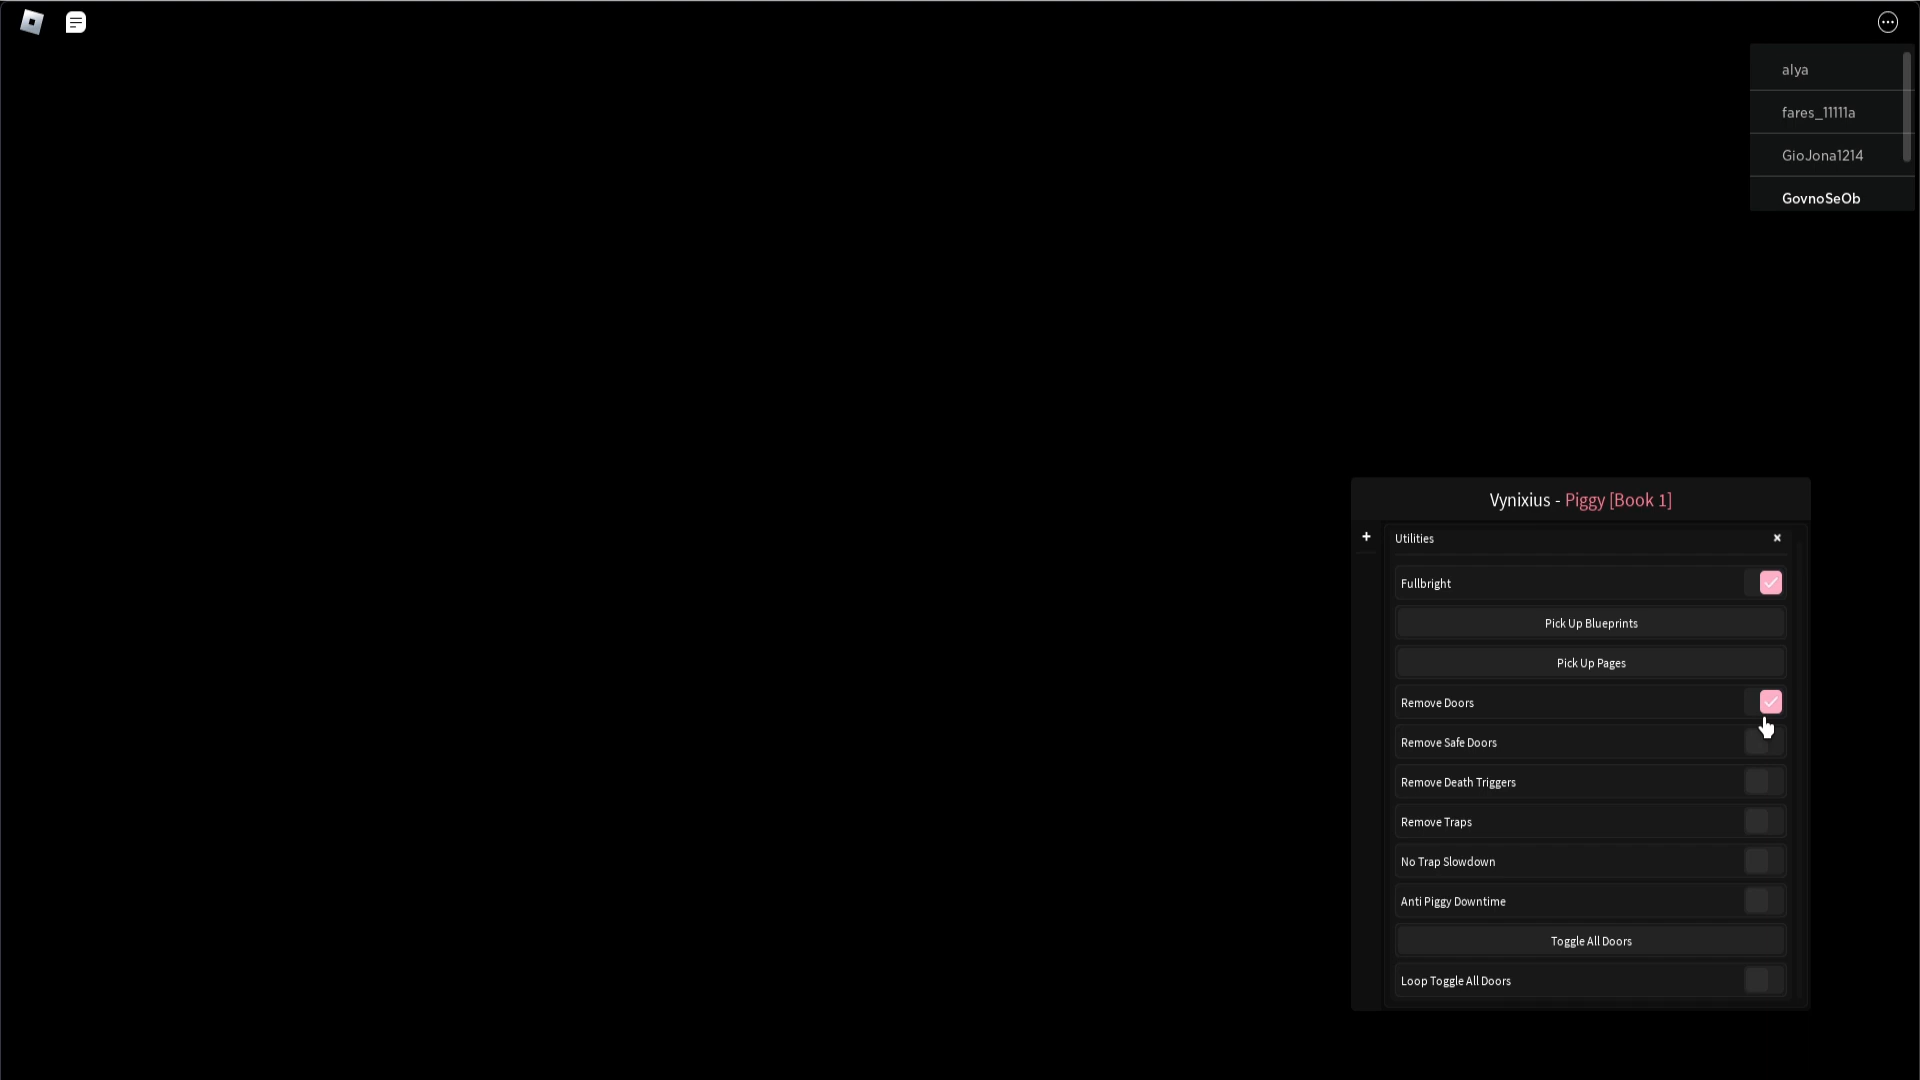 alya
fares_11111a
GioJona1214
GovnoSeOb
Vynixius - Piggy [Book 1]
Utilities
Fullbright
Pick Up Blueprints
Pick Up Pages
Remove Doors
Remove Safe Doors
Remove Death Triggers
Remove Traps
No Trap Slowdown
Anti Piggy Downtime
Toggle All Doors
Loop Toggle All Doors